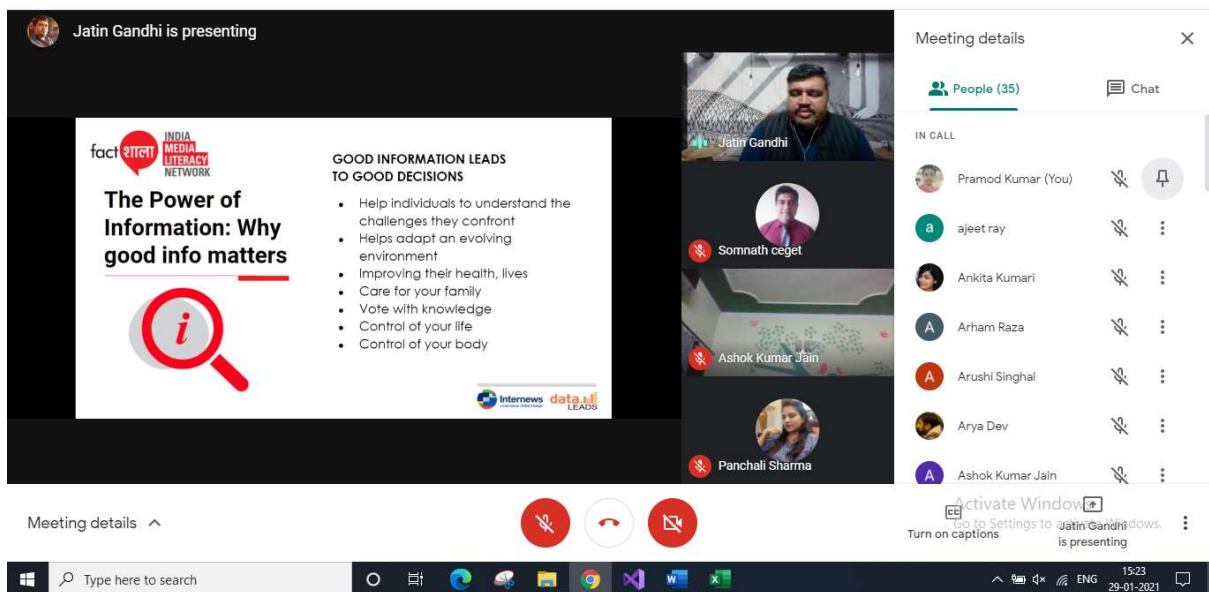 Jatin Gandhi is presenting
fact शाला
INDIA
MEDIA
LITERACY
NETWORK
The Power of
Information: Why
good info matters
i
GOOD INFORMATION LEADS
TO GOOD DECISIONS
• Help individuals to understand the
challenges they confront
• Helps adapt an evolving
environment
• Improving their health, lives
• Care for your family
• Vote with knowledge
• Control of your life
• Control of your body
Internews
data
LEADS
Jatin Gandhi
Somnath ceget
Ashok Kumar Jain
Panchali Sharma
Meeting details
People (35)
Chat
IN CALL
Pramod Kumar (You)
a
ajeet ray
Ankita Kumari
A
Arham Raza
A
Arushi Singhal
Arya Dev
A
Ashok Kumar Jain
Meeting details
CC
Turn on captions
Jatin Gandhi
is presenting
Activate Windows
Go to Settings to activate Windows.
Type here to search
ENG
15:23
29-01-2021